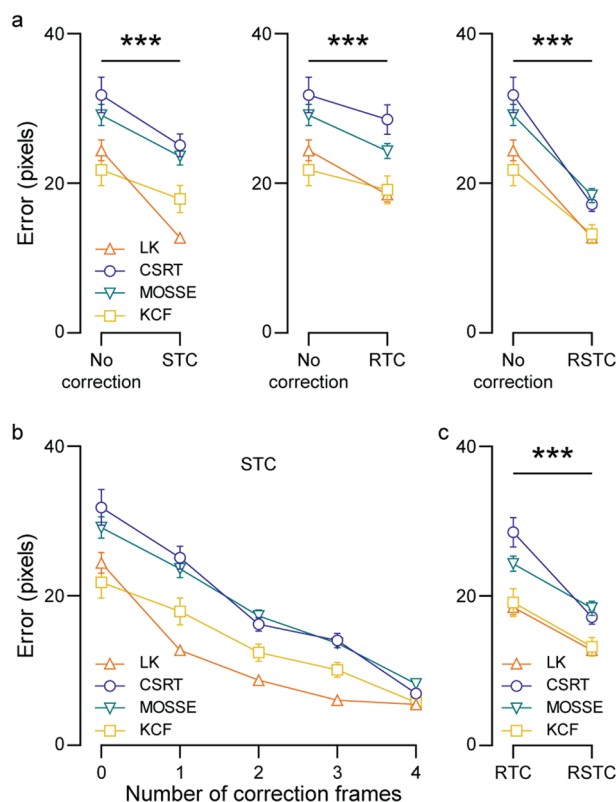 a
***
***
***
40
20
0
Error (pixels)
LK
CSRT
MOSSE
KCF
No
correction
STC
40
20
0
No
correction
RTC
40
20
0
No
correction
RSTC
b
STC
40
20
0
Error (pixels)
LK
CSRT
MOSSE
KCF
0 1 2 3 4
Number of correction frames
c
***
40
20
0
LK
CSRT
MOSSE
KCF
RTC RSTC